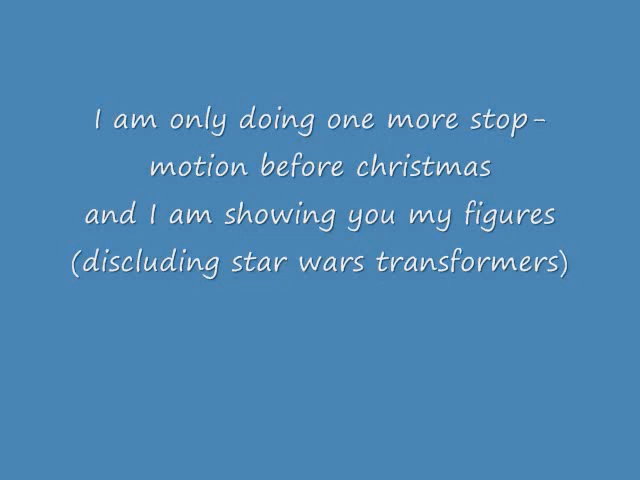 I am only doing one more stop-
motion before christmas
and I am showing you my figures
(discluding star wars transformers)